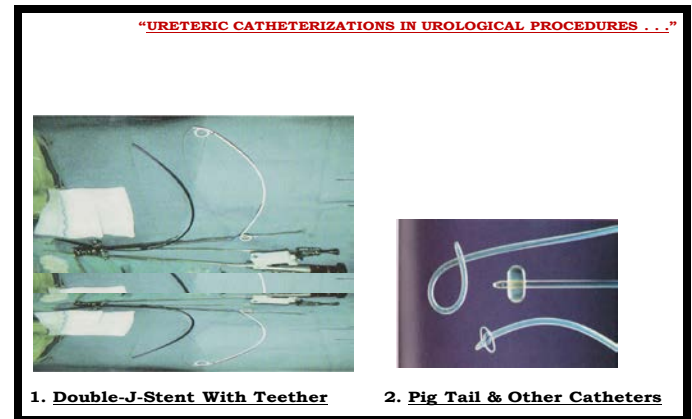 “URETERIC CATHETERIZATIONS IN UROLOGICAL PROCEDURES . . .”
1. Double-J-Stent With Teether
2. Pig Tail & Other Catheters